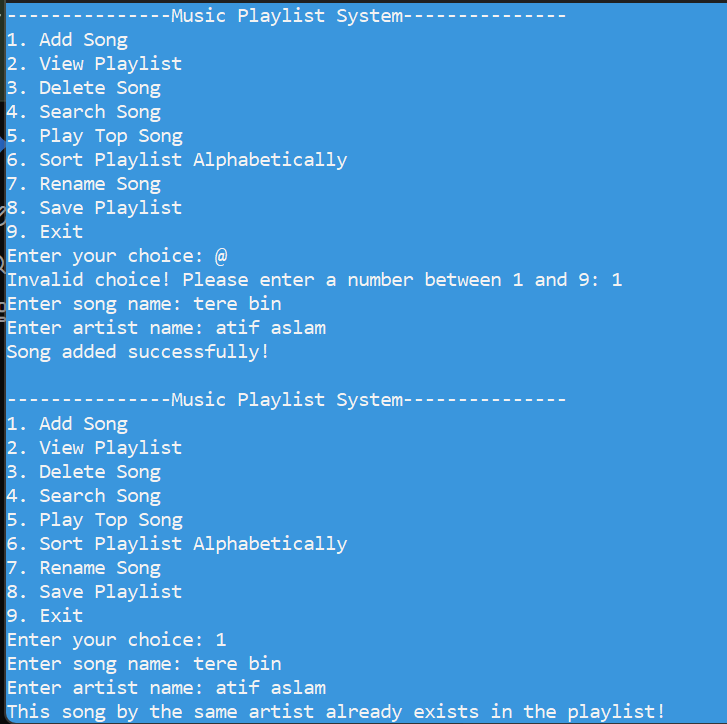 ---------------Music Playlist System---------------
1. Add Song
2. View Playlist
3. Delete Song
4. Search Song
5. Play Top Song
6. Sort Playlist Alphabetically
7. Rename Song
8. Save Playlist
9. Exit
Enter your choice: @
Invalid choice! Please enter a number between 1 and 9: 1
Enter song name: tere bin
Enter artist name: atif aslam
Song added successfully!

---------------Music Playlist System---------------
1. Add Song
2. View Playlist
3. Delete Song
4. Search Song
5. Play Top Song
6. Sort Playlist Alphabetically
7. Rename Song
8. Save Playlist
9. Exit
Enter your choice: 1
Enter song name: tere bin
Enter artist name: atif aslam
This song by the same artist already exists in the playlist!